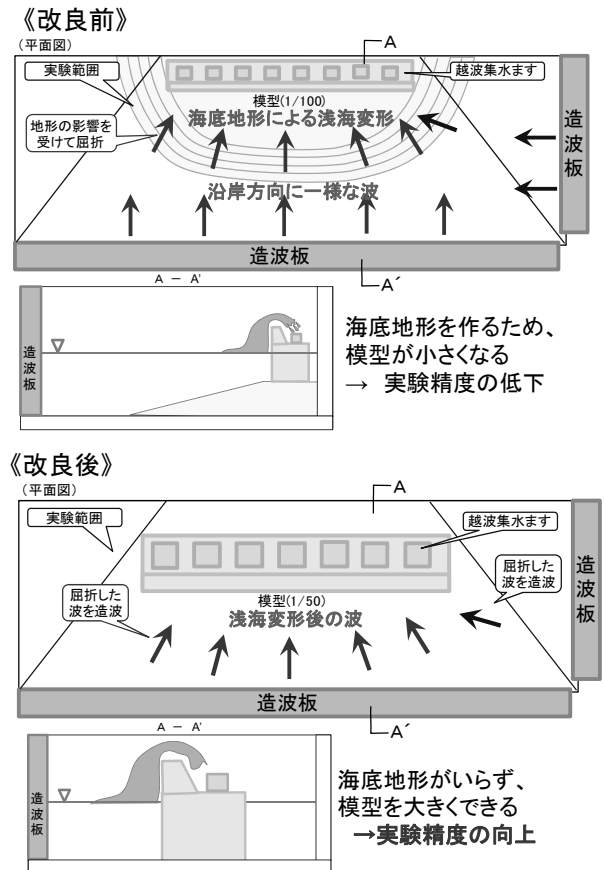 《改良前》
（平面図）
A
実験範囲
越波集水ます
模型(1/100)
海底地形による浅海変形
地形の影響を
受けて屈折
造波板
沿岸方向に一様な波
造波板
A´
A － A'
造波板
海底地形を作るため、
模型が小さくなる
→ 実験精度の低下
《改良後》
（平面図）
A
実験範囲
越波集水ます
屈折した
波を造波
屈折した
波を造波
造波板
模型(1/50)
浅海変形後の波
造波板
A´
A － A'
造波板
海底地形がいらず、
模型を大きくできる
→実験精度の向上